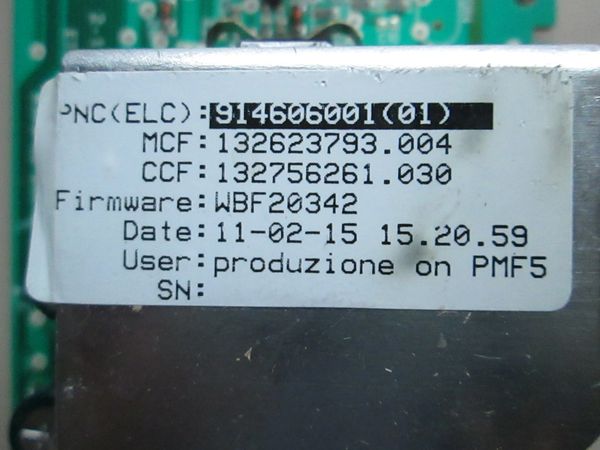 PNC(ELC):914606001(01)
MCF:132623793.004
CCF:132756261.030
Firmware:WBF20342
Date:11-02-15 15.20.59
User:produzione on PMF5
SN: